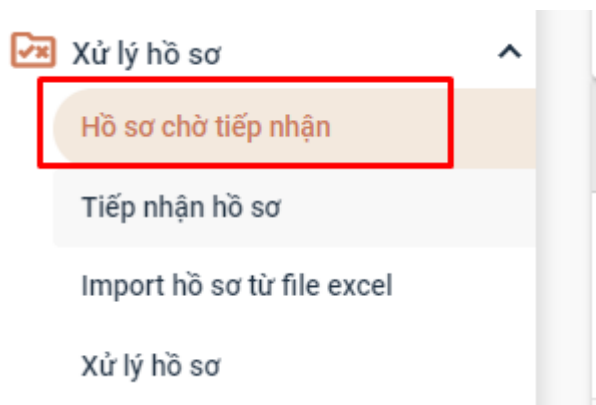 Xử lý hồ sơ
Hồ sơ chờ tiếp nhận
Tiếp nhận hồ sơ
Import hồ sơ từ file excel
Xử lý hồ sơ